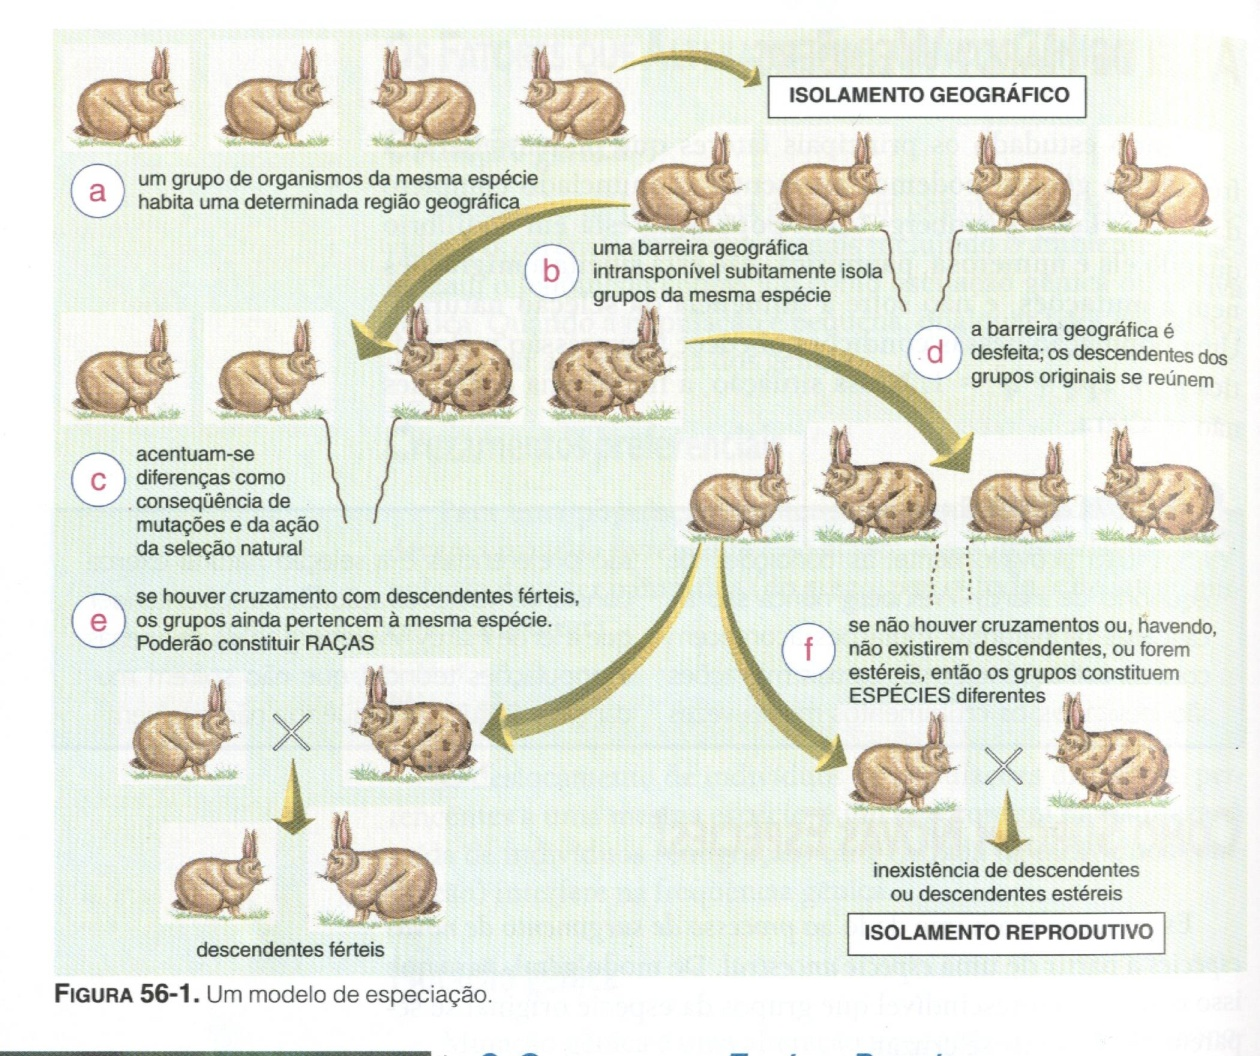 ISOLAMENTO GEOGRÁFICO
a
um grupo de organismos da mesma espécie
habita uma determinada região geográfica
b
uma barreira geográfica
intransponível subitamente isola
grupos da mesma espécie
d
a barreira geográfica é
desfeita; os descendentes dos
grupos originais se reúnem
c
acentuam-se
diferenças como
conseqüência de
mutações e da ação
da seleção natural
e
se houver cruzamento com descendentes férteis,
os grupos ainda pertencem à mesma espécie.
Poderão constituir RAÇAS
f
se não houver cruzamentos ou, havendo,
não existirem descendentes, ou forem
estéreis, então os grupos constituem
ESPÉCIES diferentes
descendentes férteis
inexistência de descendentes
ou descendentes estéreis
ISOLAMENTO REPRODUTIVO
FIGURA 56-1. Um modelo de especiação.